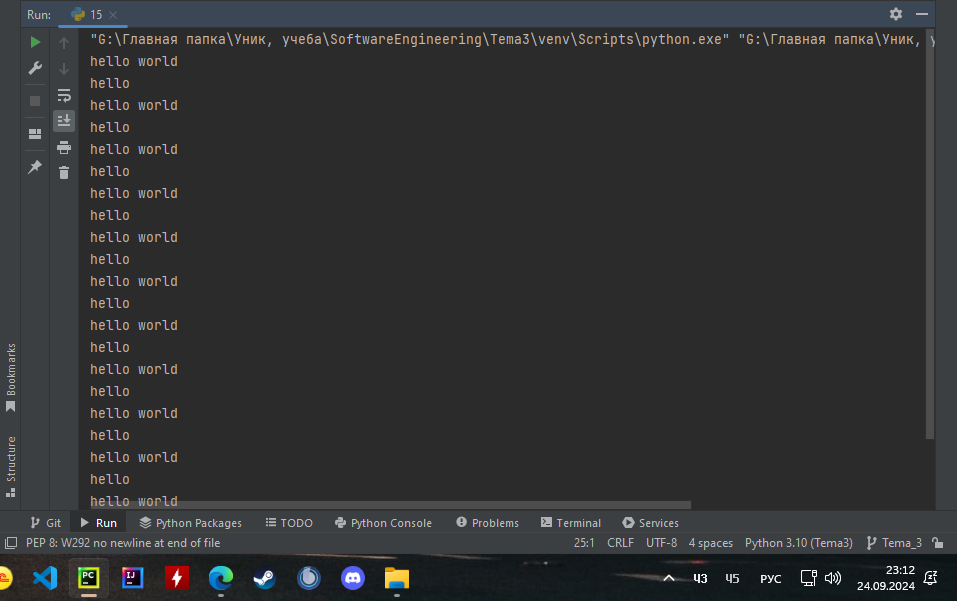 Run: 15
"G:\Главная папка\Уник, учеба\SoftwareEngineering\Tema3\venv\Scripts\python.exe" "G:\Главная папка\Уник, у
hello world
hello
hello world
hello
hello world
hello
hello world
hello
hello world
hello
hello world
hello
hello world
hello
hello world
hello
hello world
hello
hello world
hello
hello world
Bookmarks
Structure
Git Run Python Packages TODO Python Console Problems Terminal Services
PEP 8: W292 no newline at end of file 25:1 CRLF UTF-8 4 spaces Python 3.10 (Tema3) Tema_3
PC IJ Ч3 Ч5 РУС 23:12
24.09.2024